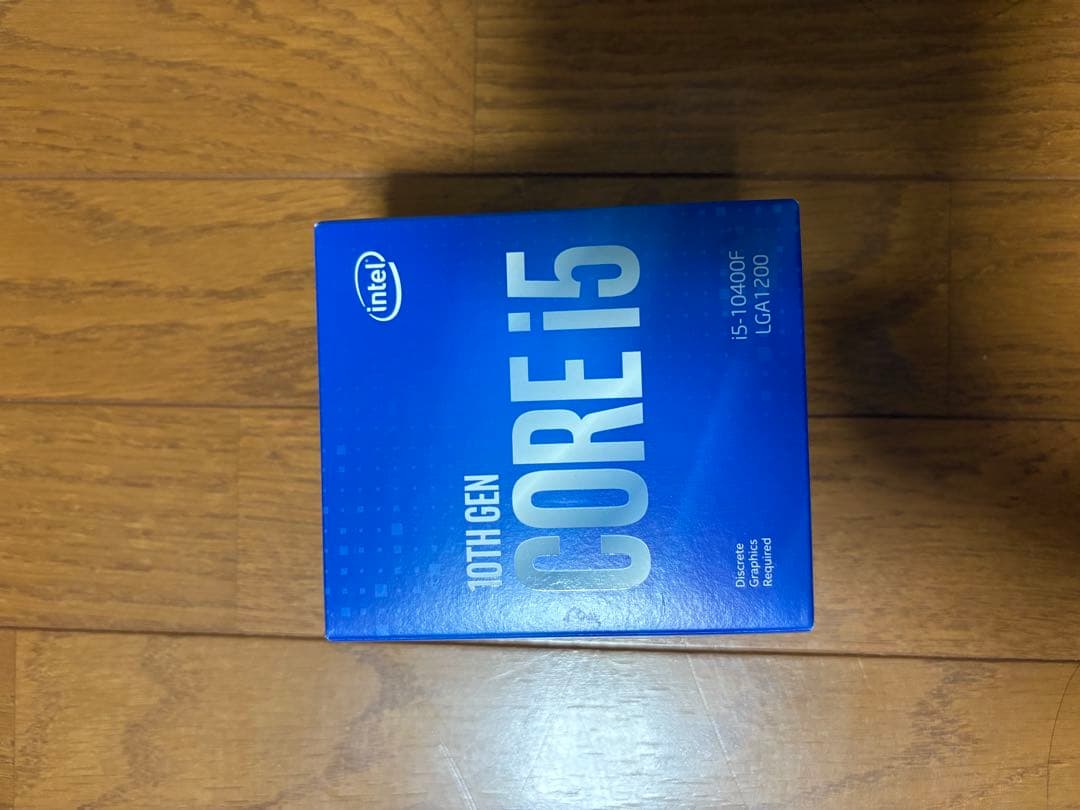 intel
10TH GEN
CORE i5
Discrete
Graphics
Required
i5-10400F
LGA1200